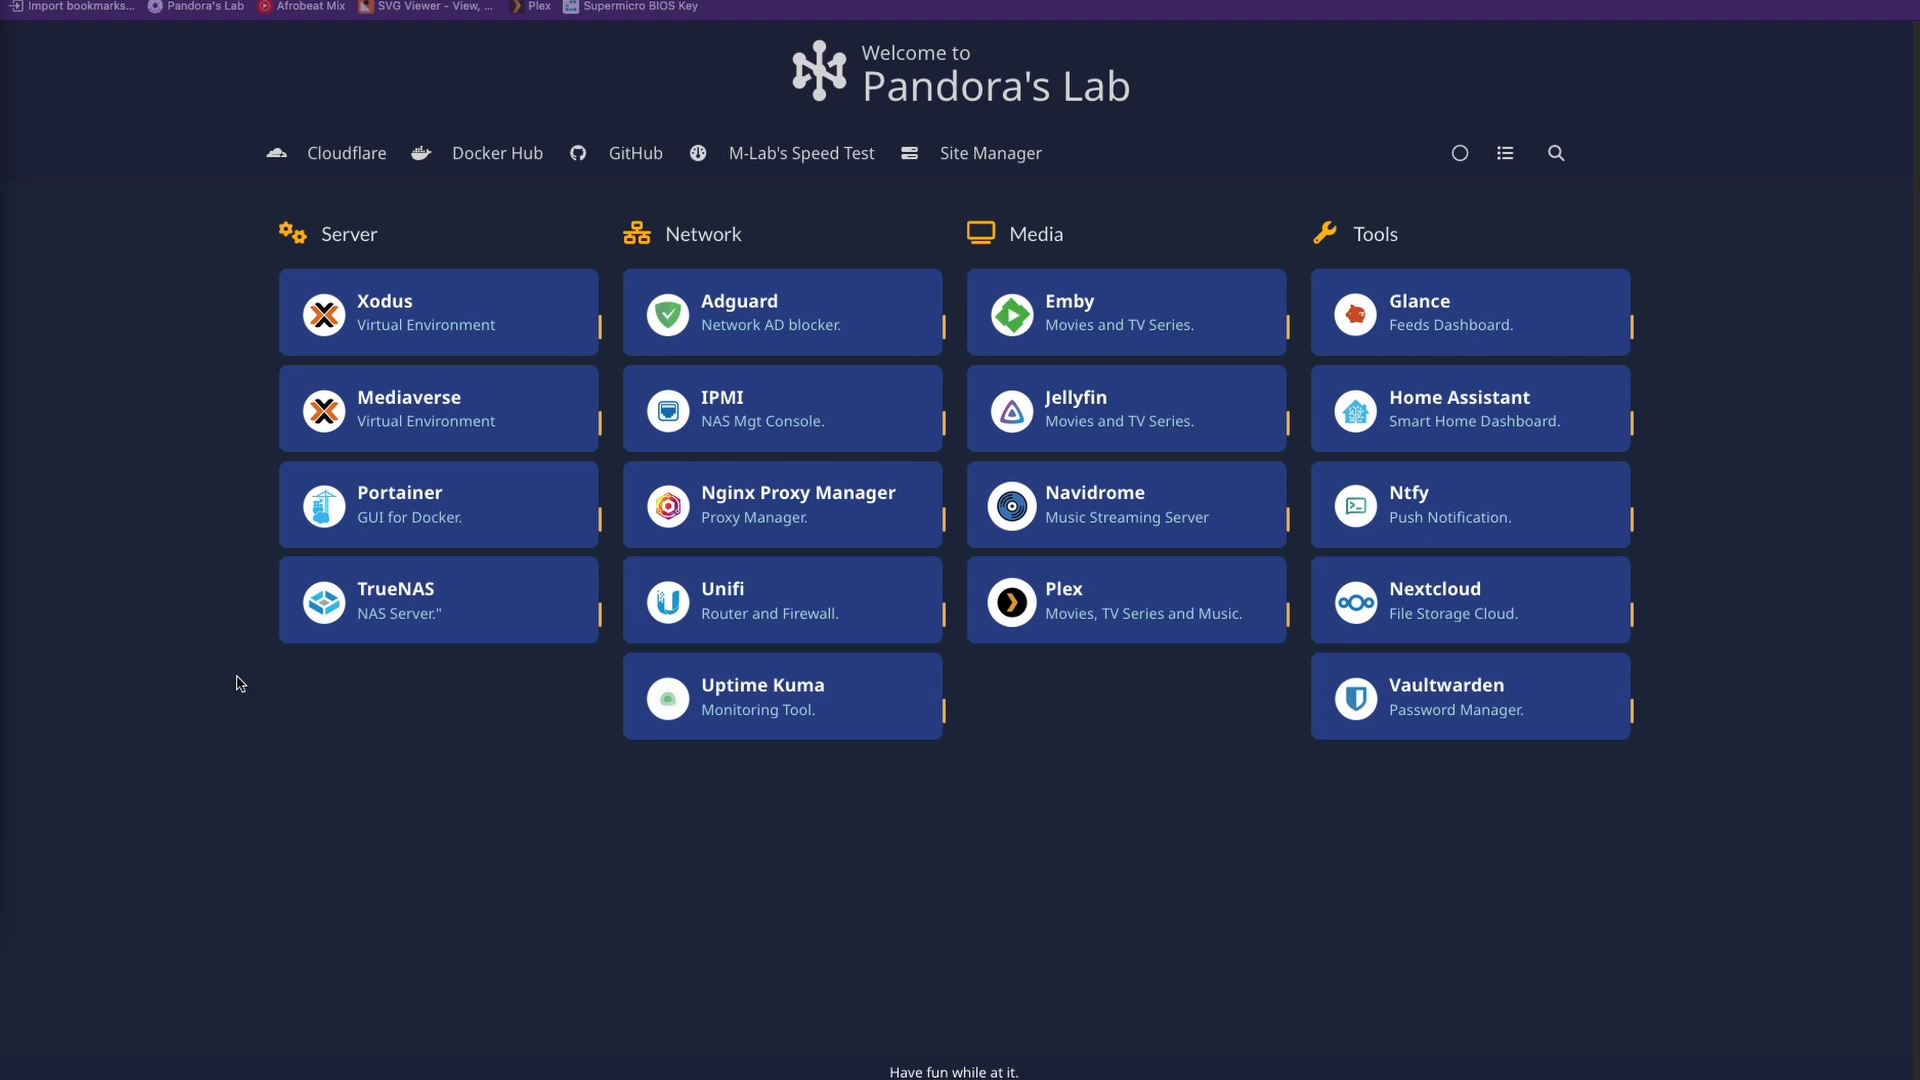 Import bookmarks...
Pandora's Lab
Afrobeat Mix
SVG Viewer - View, ...
Plex
Supermicro BIOS Key
Welcome to
Pandora's Lab
Cloudflare
Docker Hub
GitHub
M-Lab's Speed Test
Site Manager
Server
Xodus
Virtual Environment
Mediaverse
Virtual Environment
Portainer
GUI for Docker.
TrueNAS
NAS Server."
Network
Adguard
Network AD blocker.
IPMI
NAS Mgt Console.
Nginx Proxy Manager
Proxy Manager.
Unifi
Router and Firewall.
Uptime Kuma
Monitoring Tool.
Media
Emby
Movies and TV Series.
Jellyfin
Movies and TV Series.
Navidrome
Music Streaming Server
Plex
Movies, TV Series and Music.
Tools
Glance
Feeds Dashboard.
Home Assistant
Smart Home Dashboard.
Ntfy
Push Notification.
Nextcloud
File Storage Cloud.
Vaultwarden
Password Manager.
Have fun while at it.